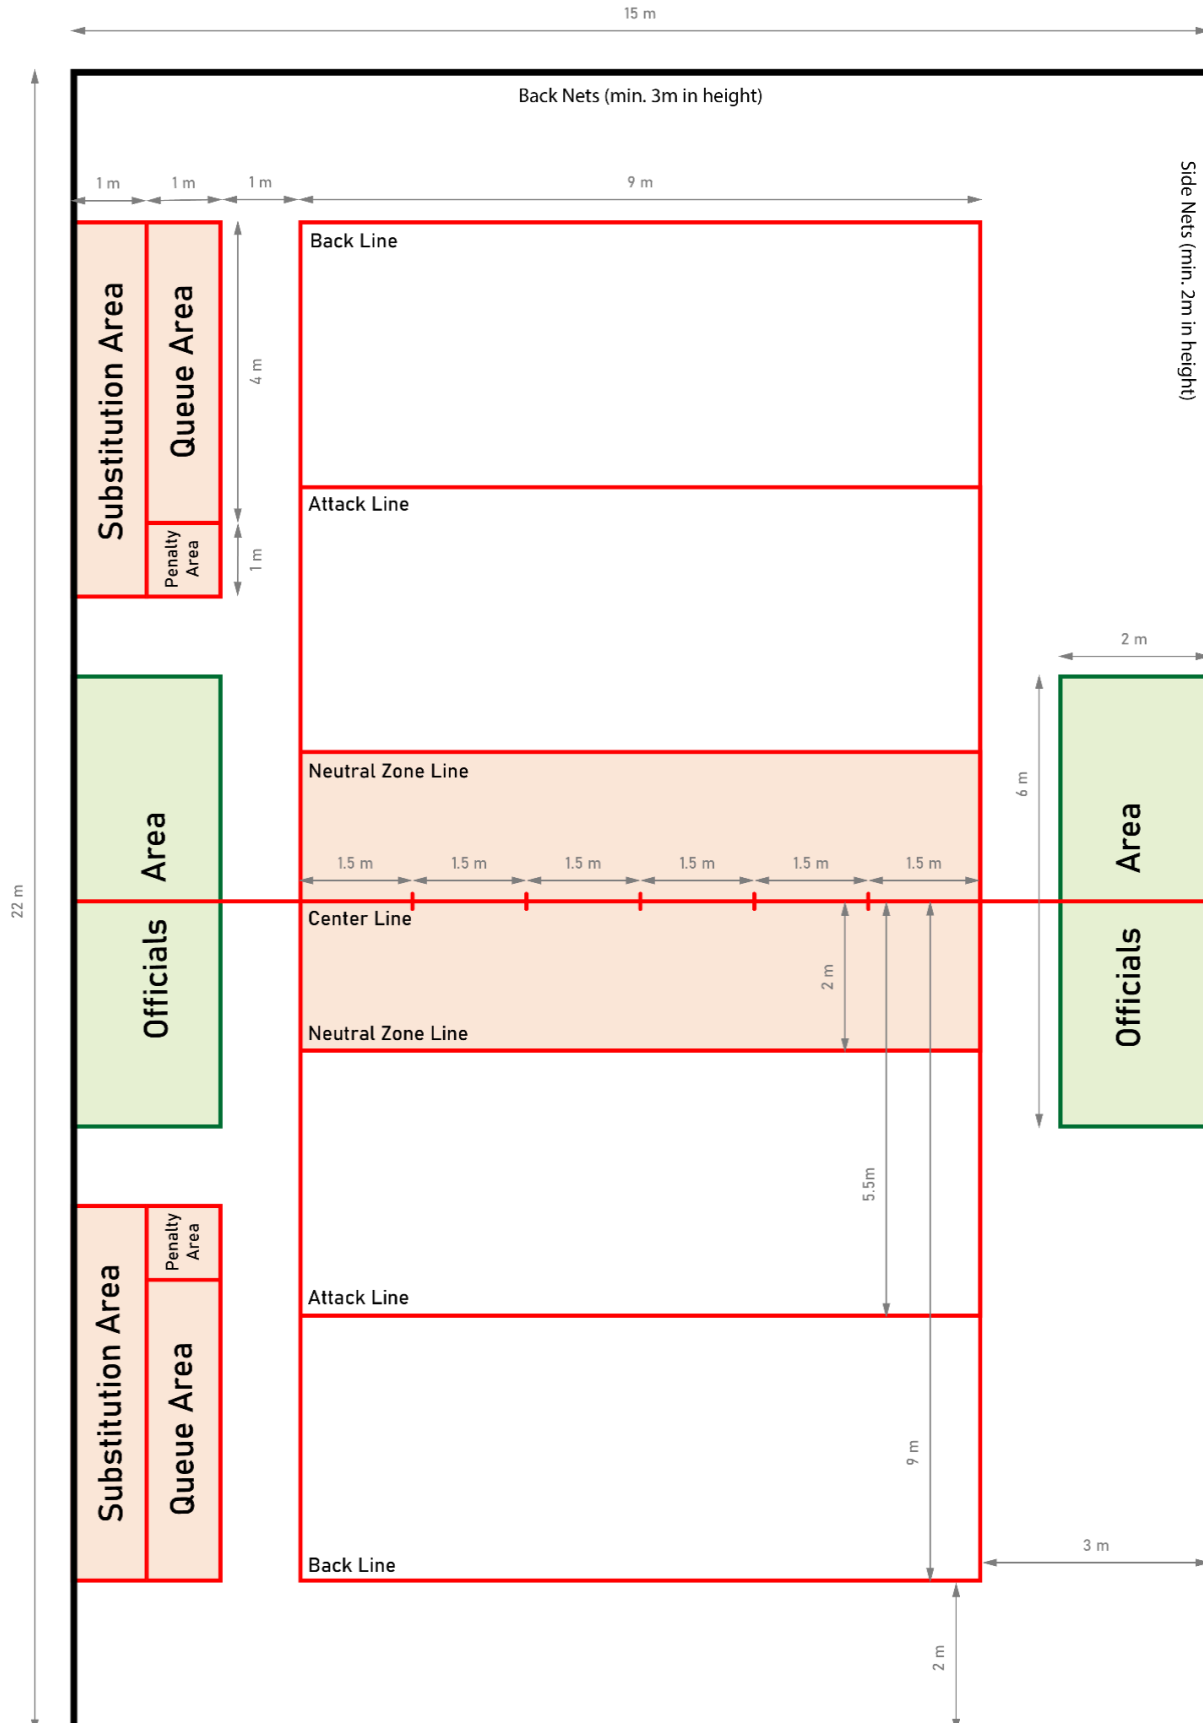 15 m
Back Nets (min. 3m in height)
Side Nets (min. 2m in height)
1 m
1 m
1 m
9 m
Back Line
Substitution Area
Queue Area
4 m
Attack Line
Penalty
Area
1 m
2 m
Neutral Zone Line
6 m
Officials Area
Officials Area
1.5 m
1.5 m
1.5 m
1.5 m
1.5 m
1.5 m
22 m
Center Line
2 m
Neutral Zone Line
5.5m
Penalty
Area
Substitution Area
Queue Area
Attack Line
9 m
Back Line
3 m
2 m